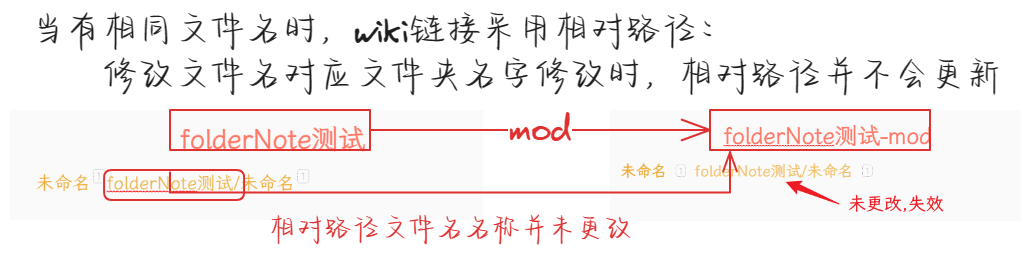 当有相同文件名时，wiki链接采用相对路径：
修改文件名对应文件夹名字修改时，相对路径并不会更新
folderNote测试 mod folderNote测试-mod
未命名 1 folderNote测试/未命名 1 未命名 1 folderNote测试/未命名 1
未更改,失效
相对路径文件名名称并未更改